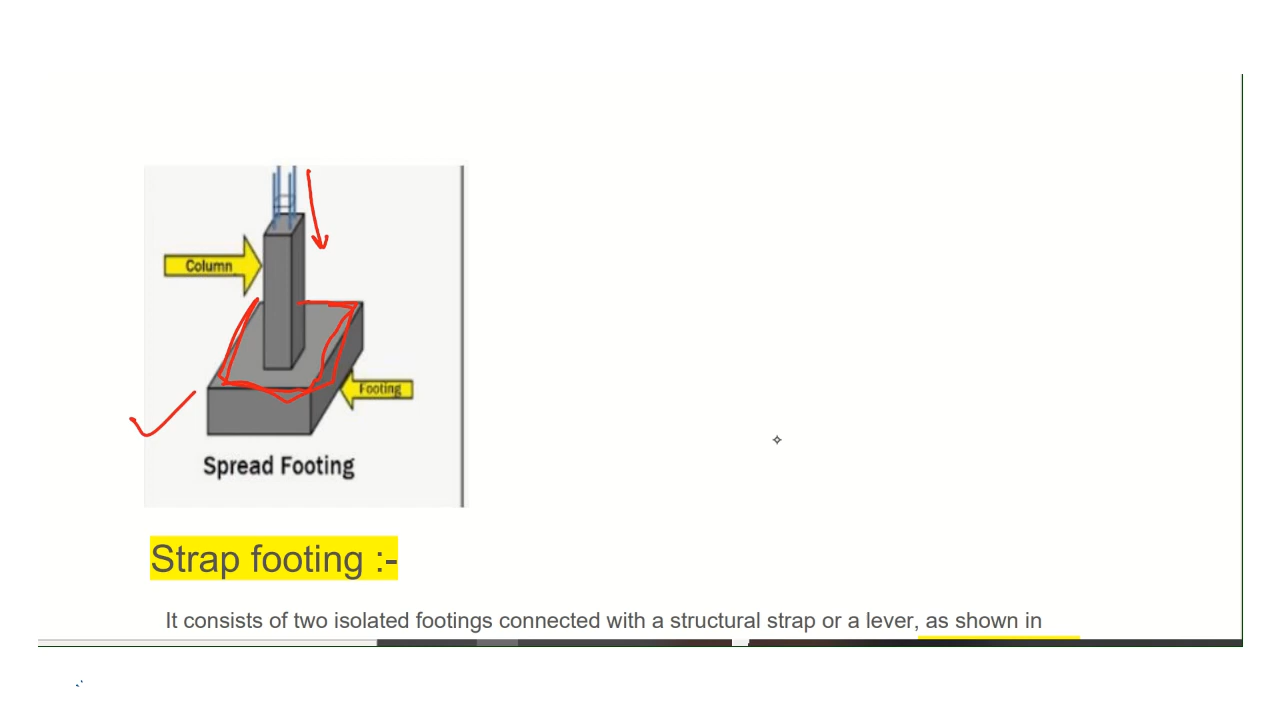 Column
Footing
Spread Footing
Strap footing :-
It consists of two isolated footings connected with a structural strap or a lever, as shown in